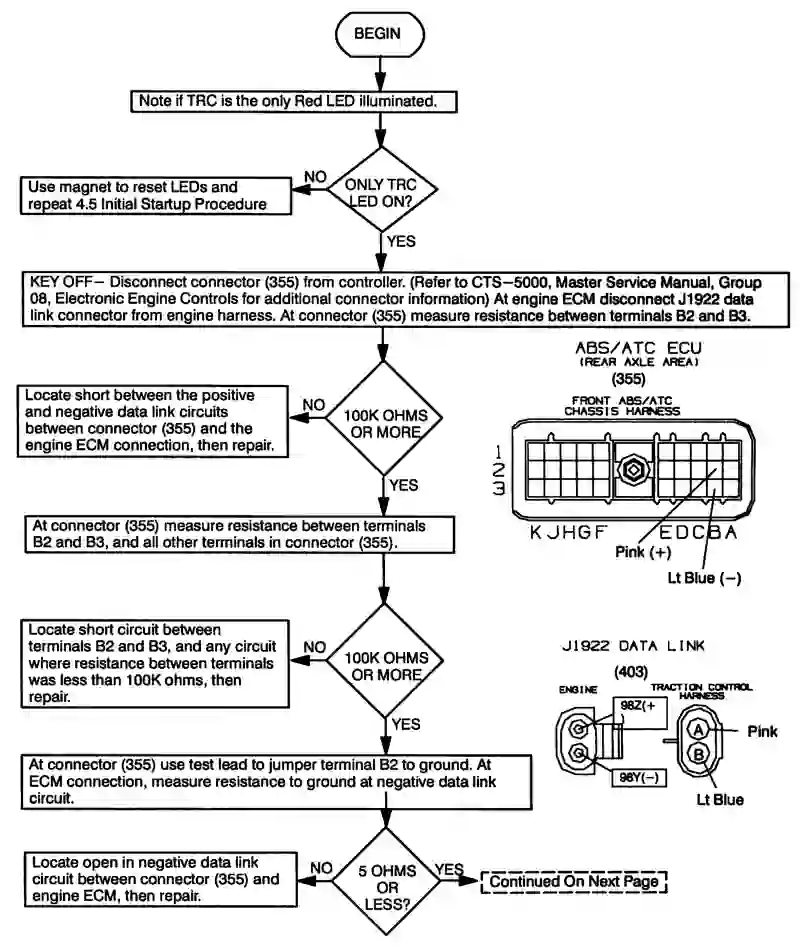 BEGIN
Note if TRC is the only Red LED illuminated.
ONLY TRC
LED ON?
NO
Use magnet to reset LEDs and
repeat 4.5 Initial Startup Procedure
YES
KEY OFF– Disconnect connector (355) from controller. (Refer to CTS–5000, Master Service Manual, Group
08, Electronic Engine Controls for additional connector information) At engine ECM disconnect J1922 data
link connector from engine harness. At connector (355) measure resistance between terminals B2 and B3.
100K OHMS
OR MORE
NO
Locate short between the positive
and negative data link circuits
between connector (355) and the
engine ECM connection, then repair.
YES
At connector (355) measure resistance between terminals
B2 and B3, and all other terminals in connector (355).
100K OHMS
OR MORE
NO
Locate short circuit between
terminals B2 and B3, and any circuit
where resistance between terminals
was less than 100K ohms, then
repair.
YES
At connector (355) use test lead to jumper terminal B2 to ground. At
ECM connection, measure resistance to ground at negative data link
circuit.
5 OHMS
OR
LESS?
NO
Locate open in negative data link
circuit between connector (355) and
engine ECM, then repair.
YES
Continued On Next Page
ABS/ATC ECU
(REAR AXLE AREA)
(355)
FRONT ABS/ATC
CHASSIS HARNESS
1
2
3
KJHGF EDCBA
Pink (+)
Lt Blue (–)
J1922 DATA LINK
(403)
ENGINE
TRACTION CONTROL
HARNESS
98Z(+
98Y(–)
A
B
Pink
Lt Blue